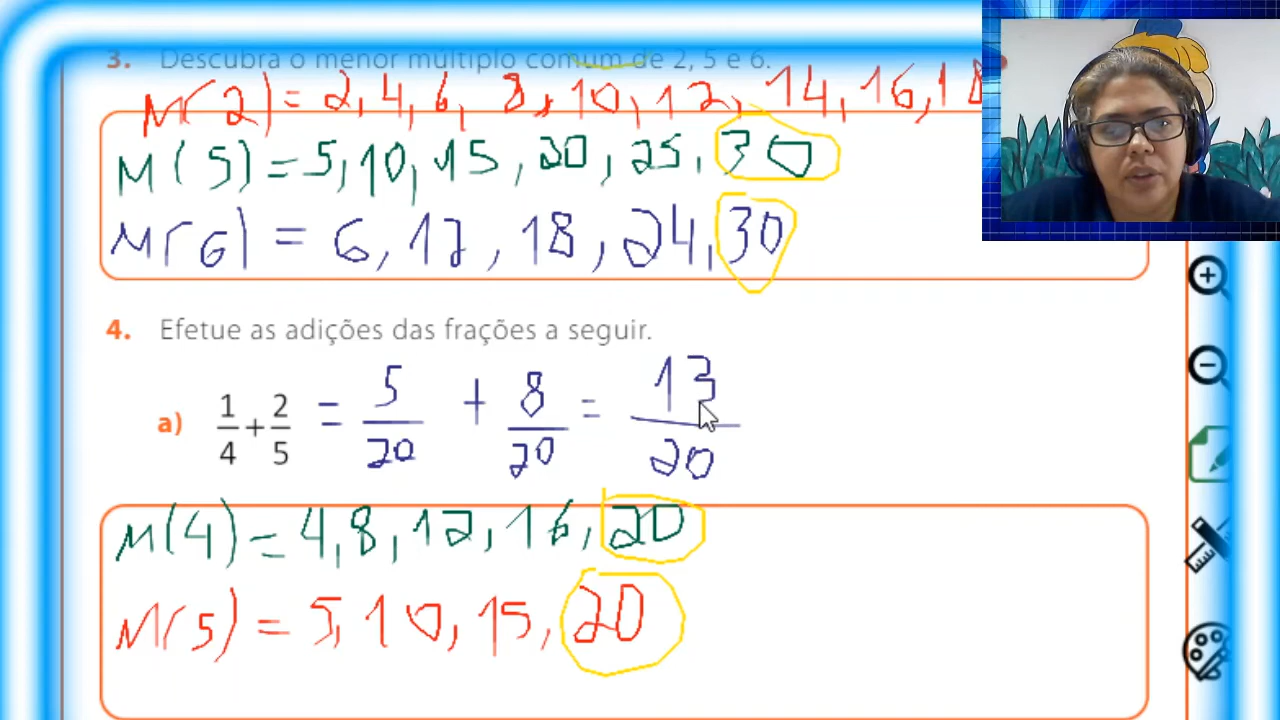 3. Descubra o menor múltiplo comum de 2, 5 e 6.
M(2) = 2, 4, 6, 8, 10, 12, 14, 16, 18
M(5) = 5, 10, 15, 20, 25, 30
M(6) = 6, 12, 18, 24, 30
4. Efetue as adições das frações a seguir.
a) 1/4 + 2/5 = 5/20 + 8/20 = 13/20
M(4) = 4, 8, 12, 16, 20
M(5) = 5, 10, 15, 20